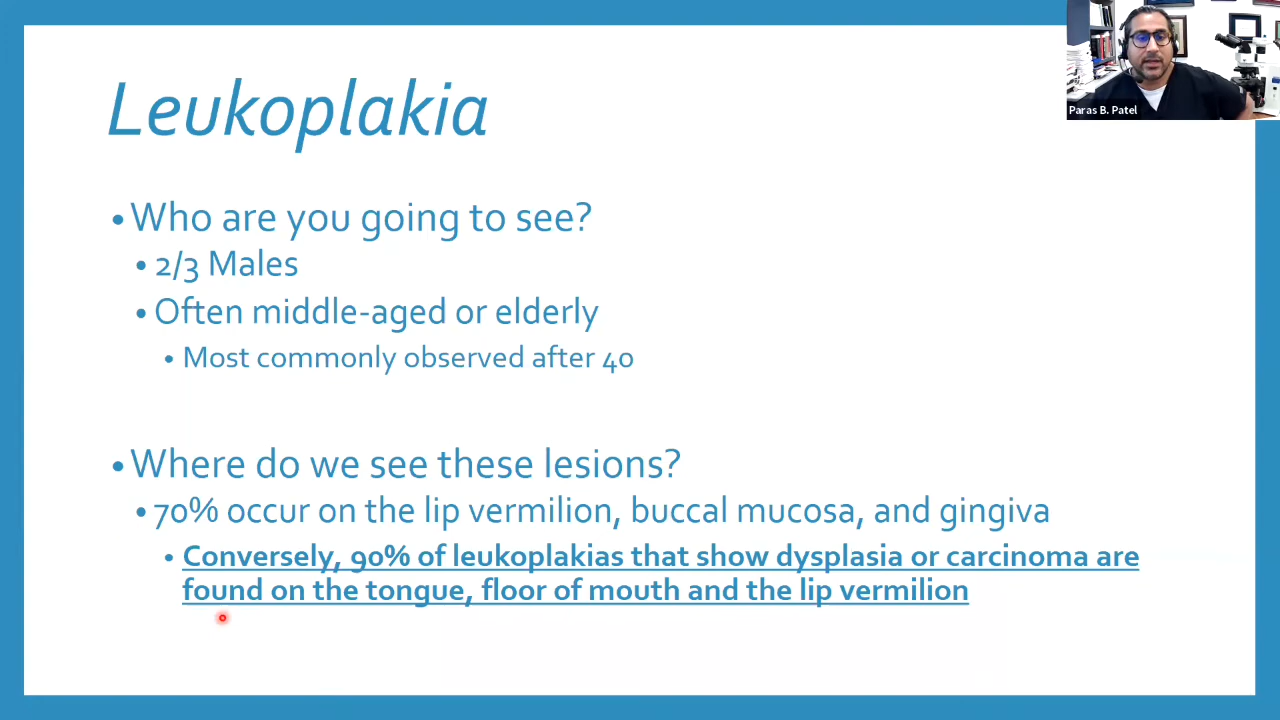 Paras B. Patel
Leukoplakia
• Who are you going to see?
• 2/3 Males
• Often middle-aged or elderly
• Most commonly observed after 40
• Where do we see these lesions?
• 70% occur on the lip vermilion, buccal mucosa, and gingiva
• Conversely, 90% of leukoplakias that show dysplasia or carcinoma are
found on the tongue, floor of mouth and the lip vermilion